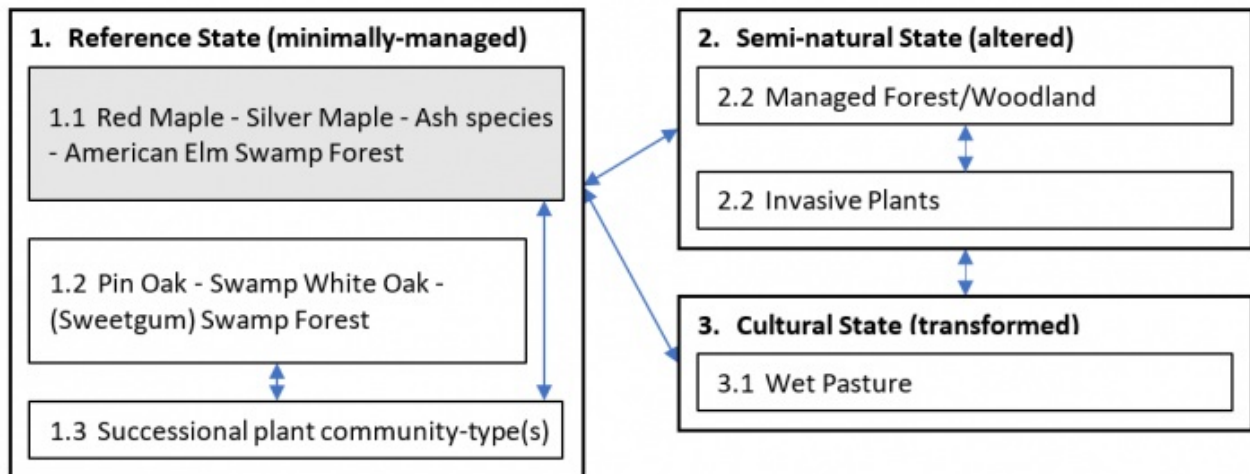 1. Reference State (minimally-managed)
1.1 Red Maple - Silver Maple - Ash species
- American Elm Swamp Forest
1.2 Pin Oak - Swamp White Oak -
(Sweetgum) Swamp Forest
1.3 Successional plant community-type(s)
2. Semi-natural State (altered)
2.2 Managed Forest/Woodland
2.2 Invasive Plants
3. Cultural State (transformed)
3.1 Wet Pasture